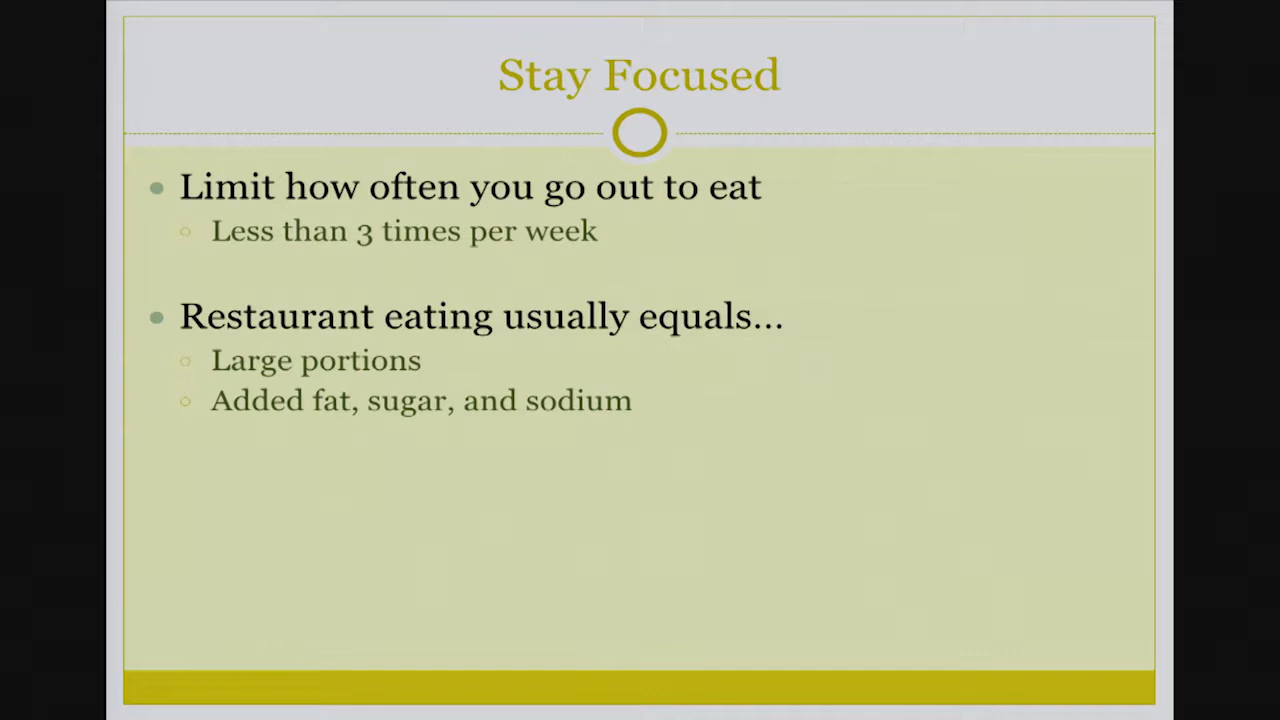 Stay Focused
Limit how often you go out to eat
Less than 3 times per week
Restaurant eating usually equals...
Large portions
Added fat, sugar, and sodium